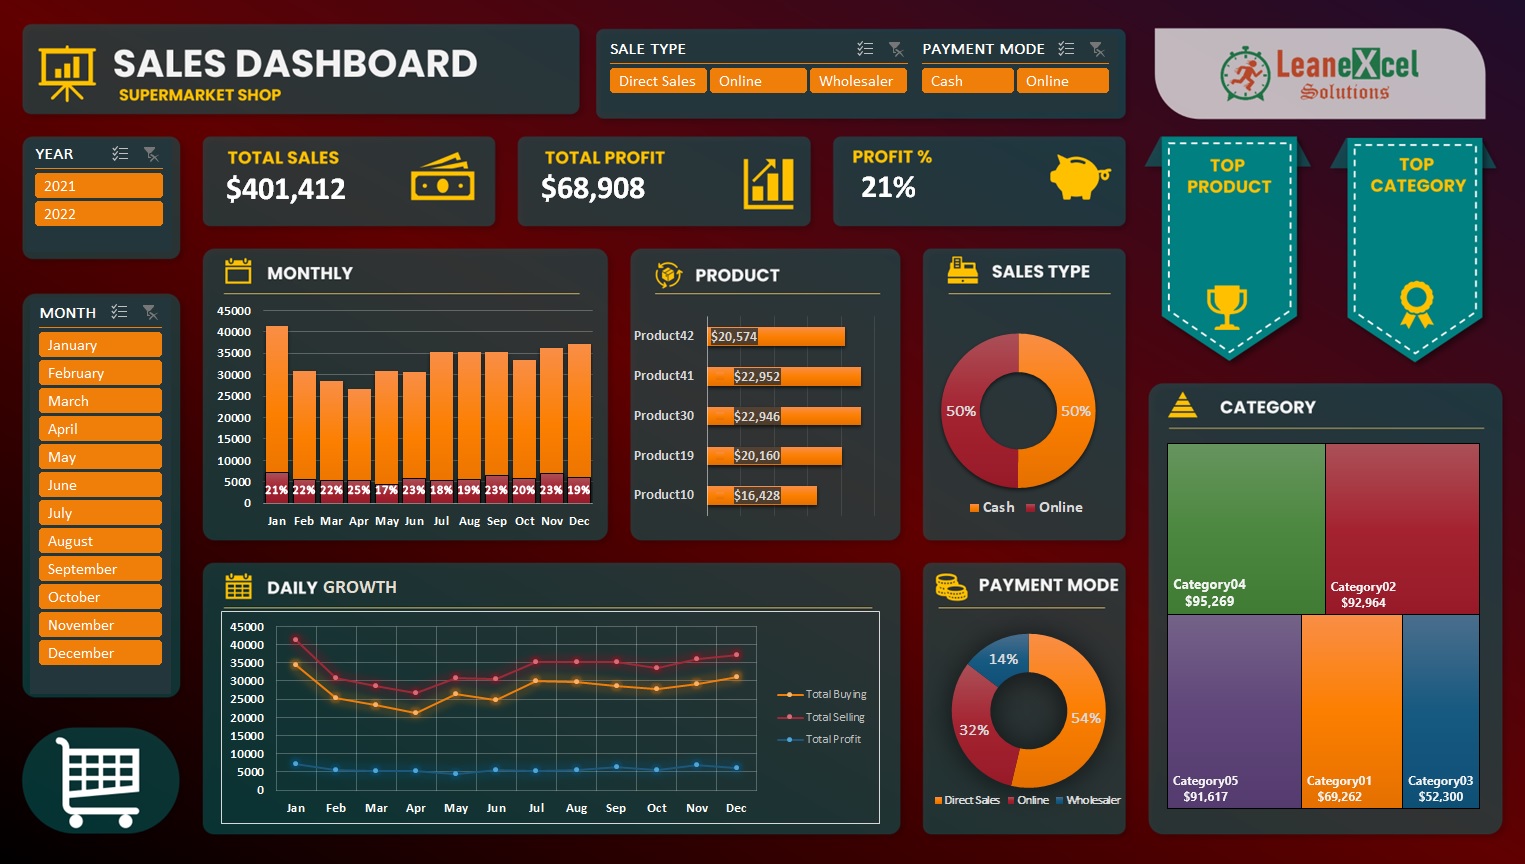 SALES DASHBOARD
SUPERMARKET SHOP
SALE TYPE
Direct Sales
Online
Wholesaler
PAYMENT MODE
Cash
Online
LeaneXcel
Solutions
YEAR
2021
2022
TOTAL SALES
$401,412
TOTAL PROFIT
$68,908
PROFIT %
21%
TOP
PRODUCT
TOP
CATEGORY
MONTH
January
February
March
April
May
June
July
August
September
October
November
December
MONTHLY
45000
40000
35000
30000
25000
20000
15000
10000
5000
0
21% 22% 22% 25% 17% 23% 18% 19% 23% 20% 23% 19%
Jan Feb Mar Apr May Jun Jul Aug Sep Oct Nov Dec
PRODUCT
Product42 $20,574
Product41 $22,952
Product30 $22,946
Product19 $20,160
Product10 $16,428
SALES TYPE
50% 50%
Cash Online
CATEGORY
Category04
$95,269
Category02
$92,964
Category05
$91,617
Category01
$69,262
Category03
$52,300
DAILY GROWTH
45000
40000
35000
30000
25000
20000
15000
10000
5000
0
Jan Feb Mar Apr May Jun Jul Aug Sep Oct Nov Dec
Total Buying
Total Selling
Total Profit
PAYMENT MODE
14%
54%
32%
Direct Sales Online Wholesaler